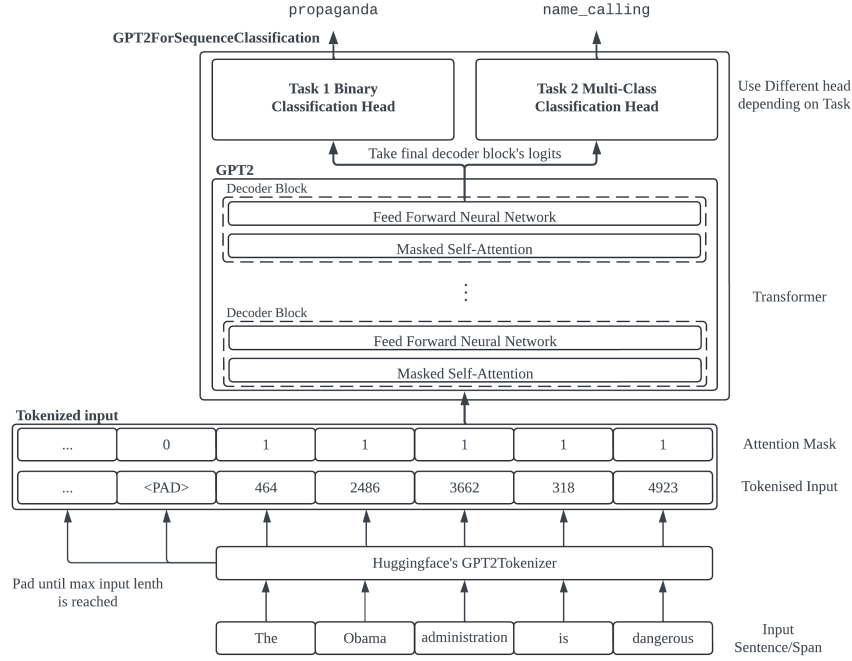 propaganda
name_calling
GPT2ForSequenceClassification
Task 1 Binary
Classification Head
Task 2 Multi-Class
Classification Head
Use Different head
depending on Task
Take final decoder block's logits
GPT2
Decoder Block
Feed Forward Neural Network
Masked Self-Attention
⋮
Decoder Block
Feed Forward Neural Network
Masked Self-Attention
Transformer
Tokenized input
... 0 1 1 1 1 1
Attention Mask
... <PAD> 464 2486 3662 318 4923
Tokenised Input
Huggingface's GPT2Tokenizer
Pad until max input lenth
is reached
The Obama administration is dangerous
Input
Sentence/Span